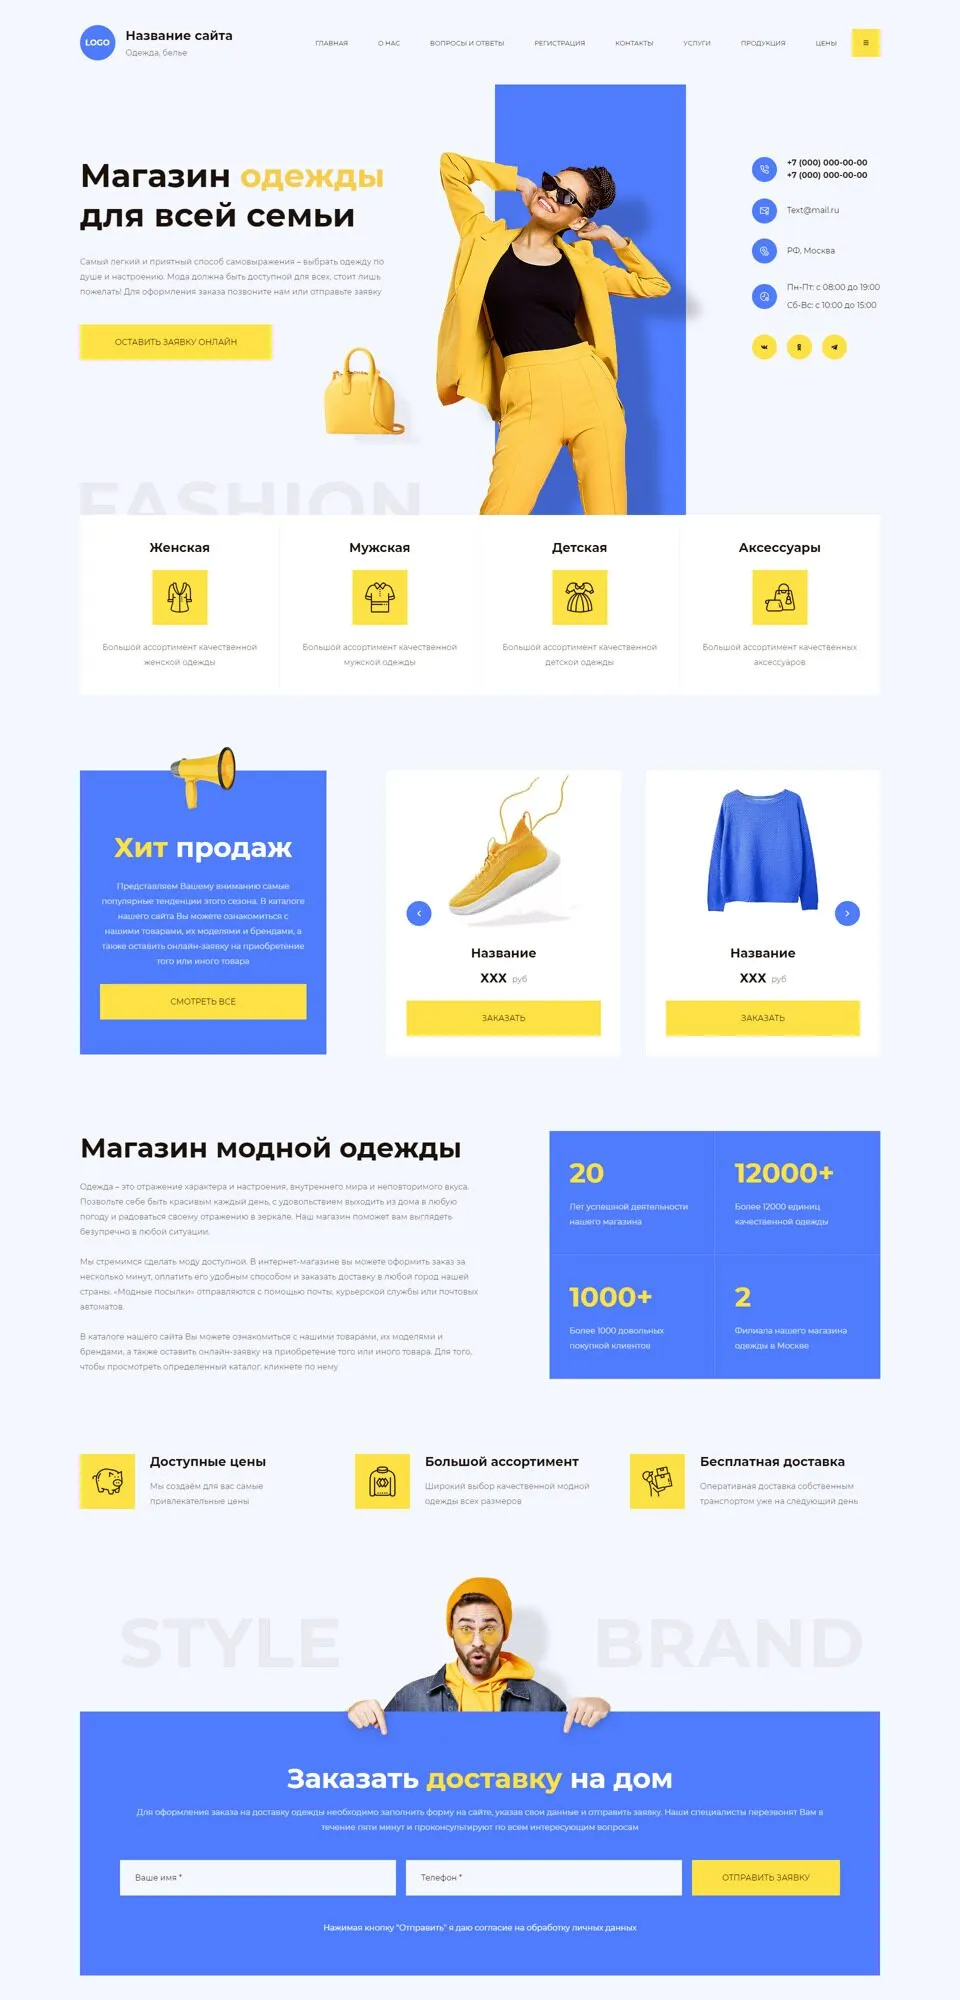 LOGO
Название сайта
Одежда, белье
ГЛАВНАЯ
О НАС
ВОПРОСЫ И ОТВЕТЫ
РЕГИСТРАЦИЯ
КОНТАКТЫ
УСЛУГИ
ПРОДУКЦИЯ
ЦЕНЫ
Магазин одежды
для всей семьи
Самый легкий и приятный способ самовыражения – выбрать одежду по
душе и настроению. Мода должна быть доступной для всех, стоит лишь
пожелать! Для оформления заказа позвоните нам или отправьте заявку
ОСТАВИТЬ ЗАЯВКУ ОНЛАЙН
+7 (000) 000-00-00
+7 (000) 000-00-00
Text@mail.ru
РФ, Москва
Пн-Пт: с 08:00 до 19:00
Сб-Вс: с 10:00 до 15:00
FASHION
Женская
Большой ассортимент качественной
женской одежды
Мужская
Большой ассортимент качественной
мужской одежды
Детская
Большой ассортимент качественной
детской одежды
Аксессуары
Большой ассортимент качественных
аксессуаров
Хит продаж
Представляем Вашему вниманию самые
популярные тенденции этого сезона. В каталоге
нашего сайта Вы можете ознакомиться с
нашими товарами, их моделями и брендами, а
также оставить онлайн-заявку на приобретение
того или иного товара
СМОТРЕТЬ ВСЕ
Название
XXX руб
ЗАКАЗАТЬ
Название
XXX руб
ЗАКАЗАТЬ
Магазин модной одежды
Одежда – это отражение характера и настроения, внутреннего мира и неповторимого вкуса.
Позвольте себе быть красивым каждый день, с удовольствием выходить из дома в любую
погоду и радоваться своему отражению в зеркале. Наш магазин поможет вам выглядеть
безупречно в любой ситуации.
Мы стремимся сделать моду доступной. В интернет-магазине вы можете оформить заказ за
несколько минут, оплатить его удобным способом и заказать доставку в любой город нашей
страны. «Модные посылки» отправляются с помощью почты, курьерской службы или почтовых
автоматов.
В каталоге нашего сайта Вы можете ознакомиться с нашими товарами, их моделями и
брендами, а также оставить онлайн-заявку на приобретение того или иного товара. Для того,
чтобы просмотреть определенный каталог, кликнете по нему
20
Лет успешной деятельности
нашего магазина
12000+
Более 12000 единиц
качественной одежды
1000+
Более 1000 довольных
покупкой клиентов
2
Филиала нашего магазина
одежды в Москве
Доступные цены
Мы создаём для вас самые
привлекательные цены
Большой ассортимент
Широкий выбор качественной модной
одежды всех размеров
Бесплатная доставка
Оперативная доставка собственным
транспортом уже на следующий день
STYLE
BRAND
Заказать доставку на дом
Для оформления заказа на доставку одежды необходимо заполнить форму на сайте, указав свои данные и отправить заявку. Наши специалисты перезвонят Вам в
течение пяти минут и проконсультируют по всем интересующим вопросам
Ваше имя *
Телефон *
ОТПРАВИТЬ ЗАЯВКУ
Нажимая кнопку "Отправить" я даю согласие на обработку личных данных